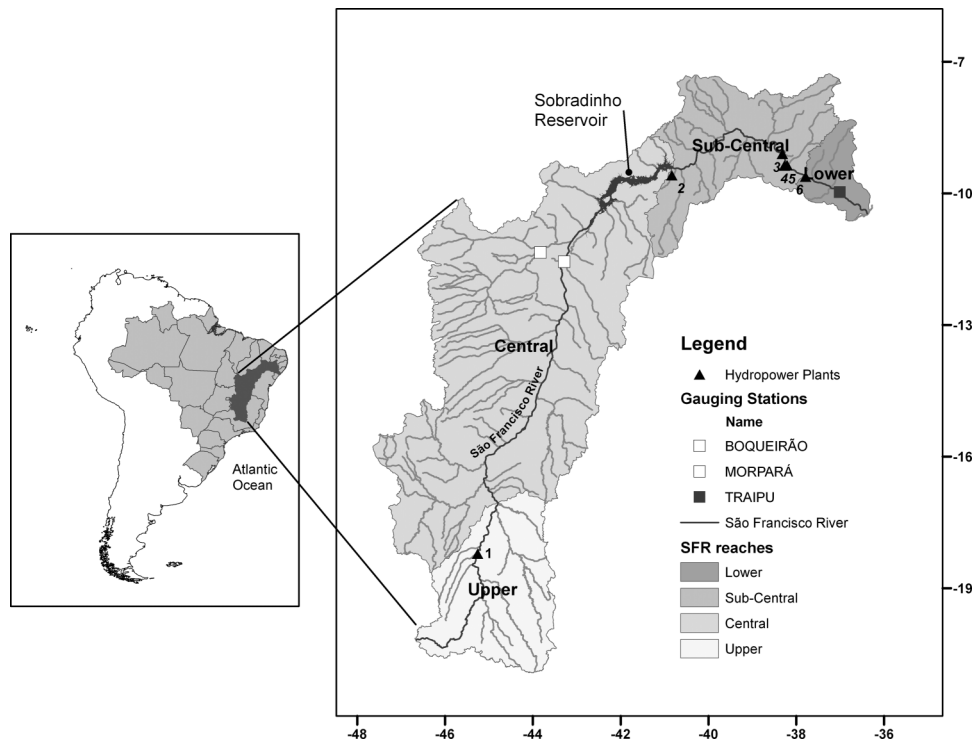 Atlantic
Ocean
Sobradinho
Reservoir
Sub-Central
Lower
3
45
6
2
Central
São Francisco River
1
Upper
Legend
Hydropower Plants
Gauging Stations
Name
BOQUEIRÃO
MORPARÁ
TRAIPU
São Francisco River
SFR reaches
Lower
Sub-Central
Central
Upper
-7
-10
-13
-16
-19
-48
-46
-44
-42
-40
-38
-36